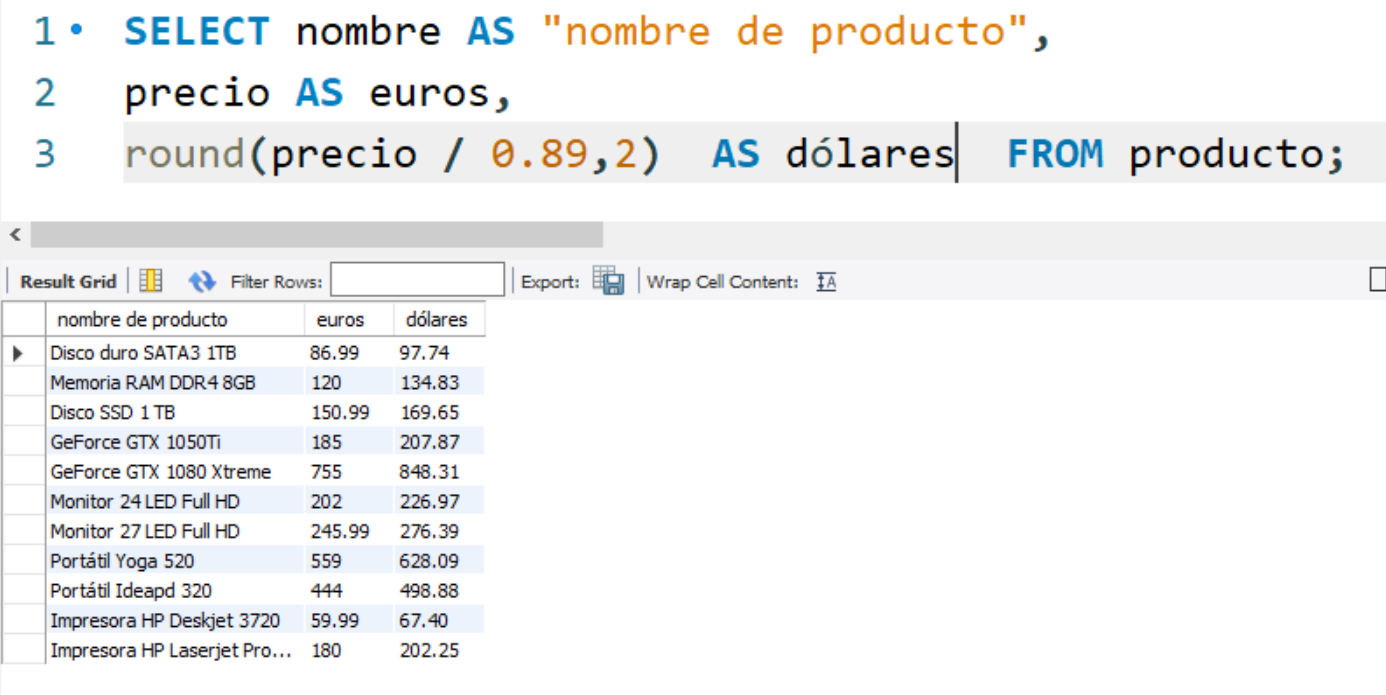 1 SELECT nombre AS "nombre de producto",
2 precio AS euros,
3 round(precio / 0.89,2) AS dólares FROM producto;
Result Grid Filter Rows: Export: Wrap Cell Content:
nombre de producto euros dólares
Disco duro SATA3 1TB 86.99 97.74
Memoria RAM DDR4 8GB 120 134.83
Disco SSD 1 TB 150.99 169.65
GeForce GTX 1050Ti 185 207.87
GeForce GTX 1080 Xtreme 755 848.31
Monitor 24 LED Full HD 202 226.97
Monitor 27 LED Full HD 245.99 276.39
Portátil Yoga 520 559 628.09
Portátil Ideapd 320 444 498.88
Impresora HP Deskjet 3720 59.99 67.40
Impresora HP Laserjet Pro... 180 202.25